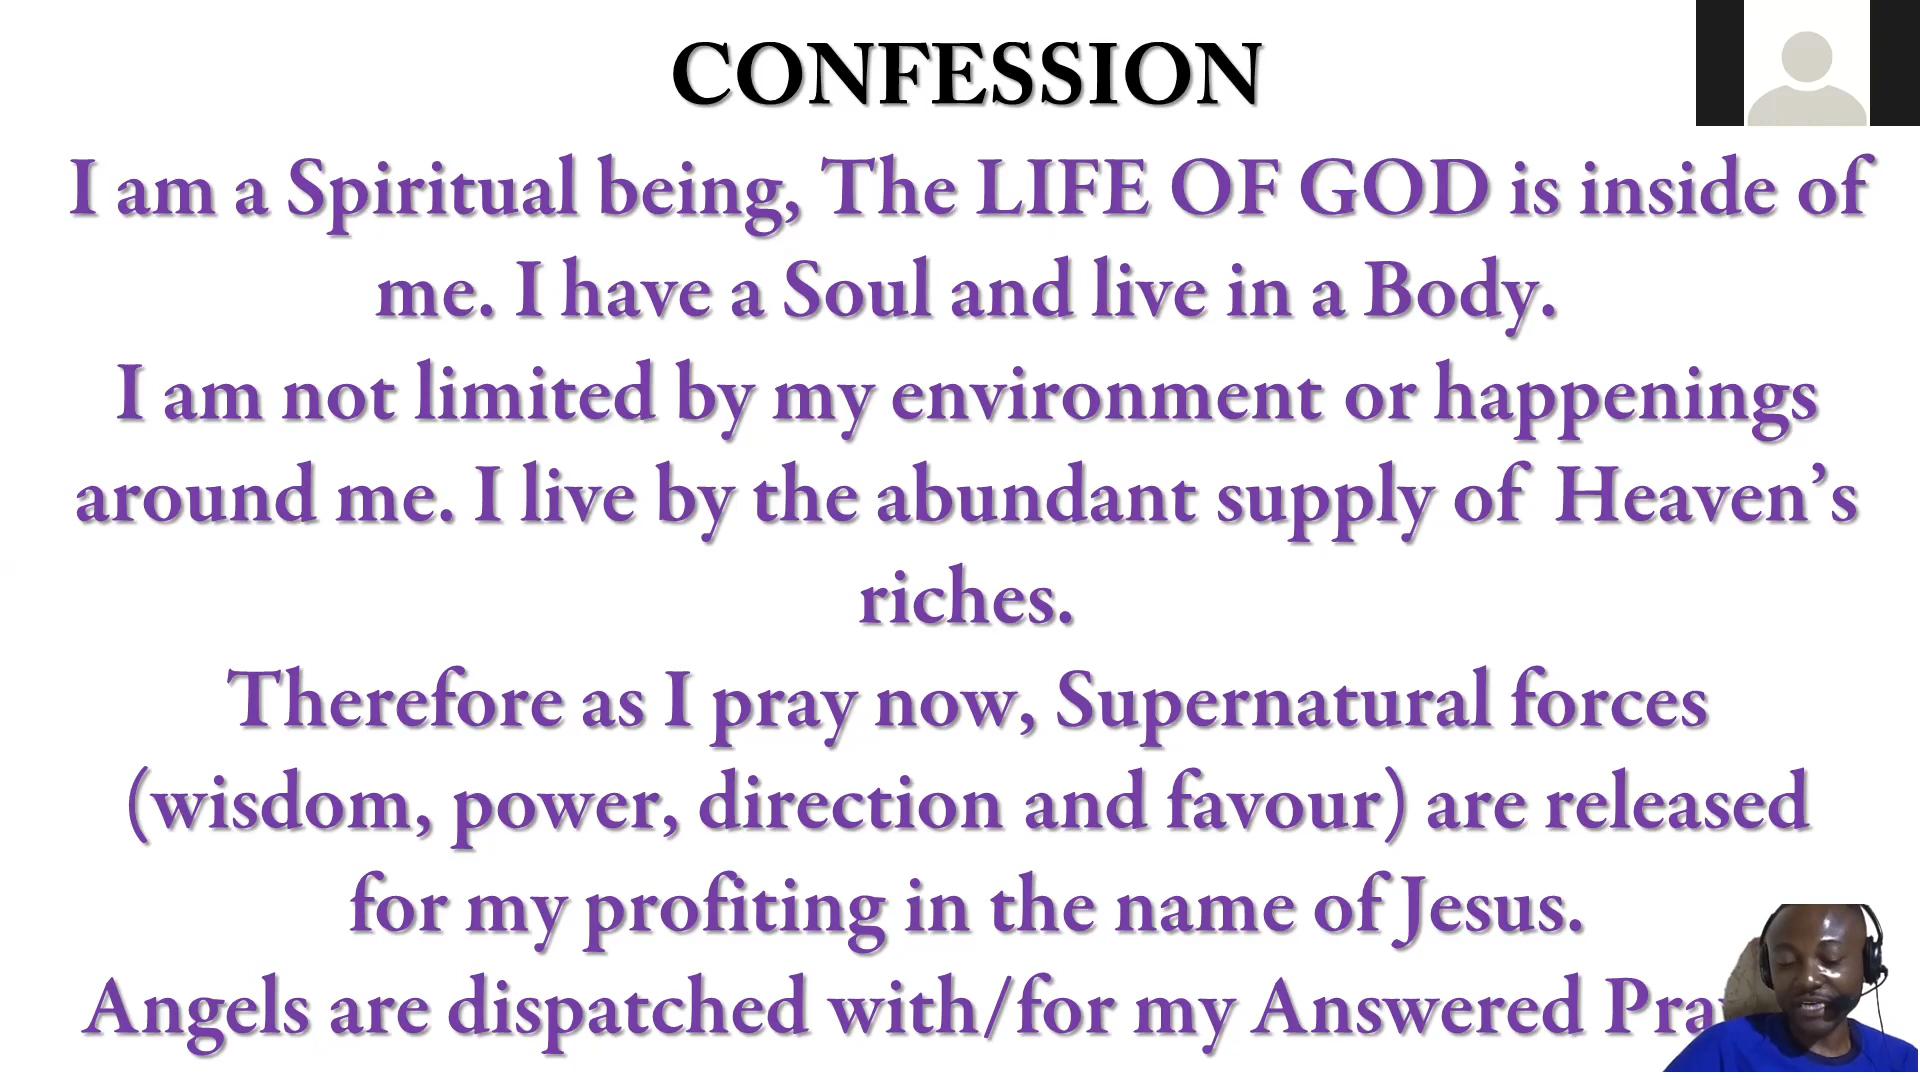 CONFESSION
I am a Spiritual being, The LIFE OF GOD is inside of
me. I have a Soul and live in a Body.
I am not limited by my environment or happenings
around me. I live by the abundant supply of Heaven’s
riches.
Therefore as I pray now, Supernatural forces
(wisdom, power, direction and favour) are released
for my profiting in the name of Jesus.
Angels are dispatched with/for my Answered